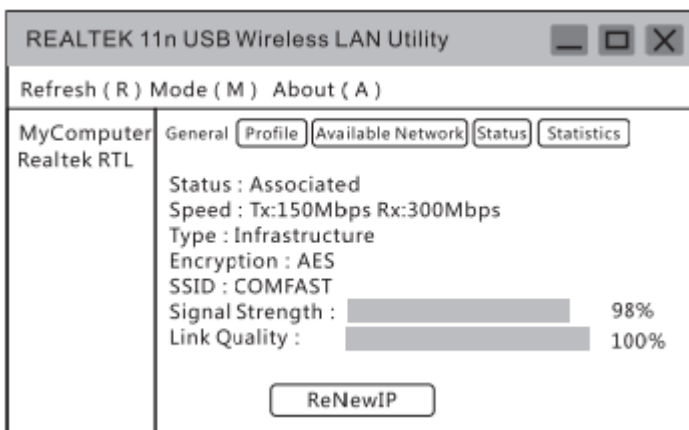 REALTEK 11n USB Wireless LAN Utility
Refresh ( R ) Mode ( M ) About ( A )
MyComputer
Realtek RTL
General Profile Available Network Status Statistics
Status : Associated
Speed : Tx:150Mbps Rx:300Mbps
Type : Infrastructure
Encryption : AES
SSID : COMFAST
Signal Strength : 98%
Link Quality : 100%
ReNewIP